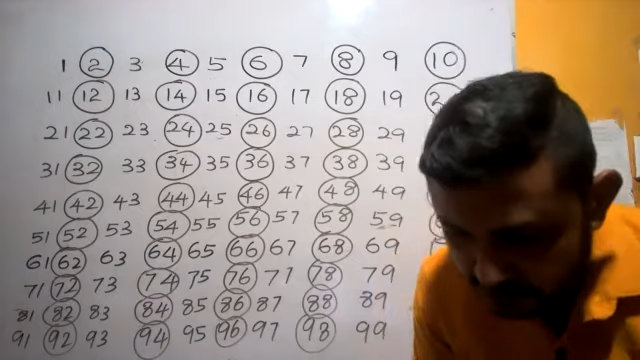 1 2 3 4 5 6 7 8 9 10
11 12 13 14 15 16 17 18 19
21 22 23 24 25 26 27 28 29
31 32 33 34 35 36 37 38 39
41 42 43 44 45 46 47 48 49
51 52 53 54 55 56 57 58 59
61 62 63 64 65 66 67 68 69
71 72 73 74 75 76 77 78 79
81 82 83 84 85 86 87 88 89
91 92 93 94 95 96 97 98 99